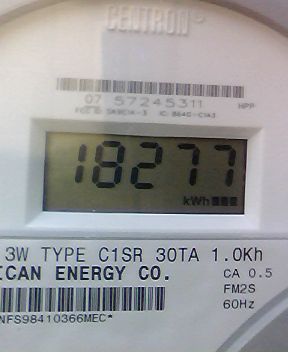 CENTRON
07 57245311 HPP
18277
kWh
3W TYPE C1SR 30TA 1.0Kh
ICAN ENERGY CO. CA 0.5
FM2S
60Hz
NFS98410366MEC*